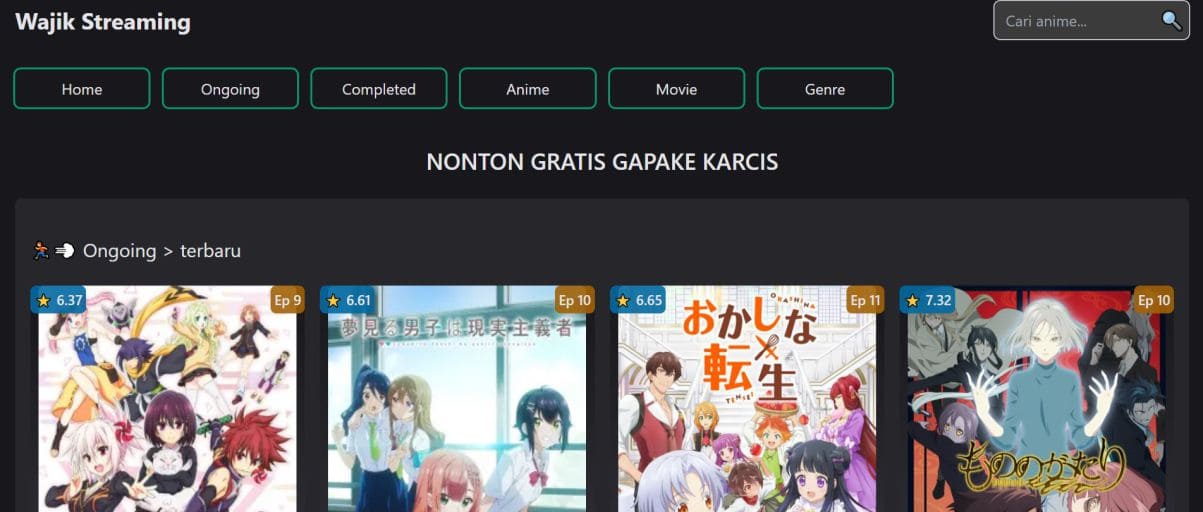 Wajik Streaming
Cari anime...
Home
Ongoing
Completed
Anime
Movie
Genre
NONTON GRATIS GAPAKE KARCIS
Ongoing > terbaru
6.37
Ep 9
6.61
Ep 10
夢見る男子は現実主義者
6.65
Ep 11
OKASHINA
おかしな
転生
TENSEI
7.32
Ep 10
もののがたり